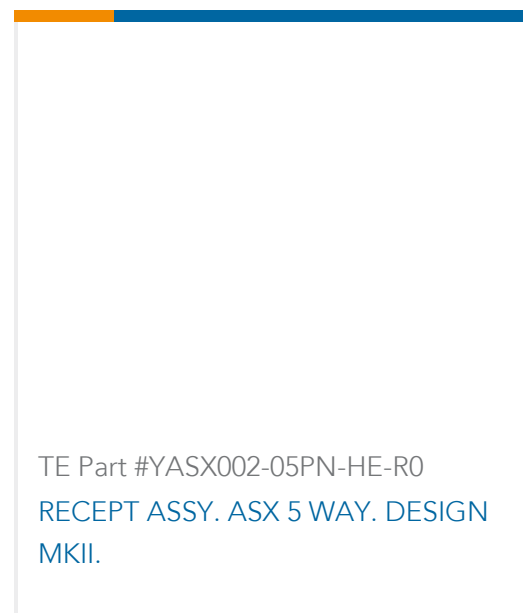 TE Part #YASX002-05PN-HE-R0
RECEPT ASSY. ASX 5 WAY. DESIGN
MKII.